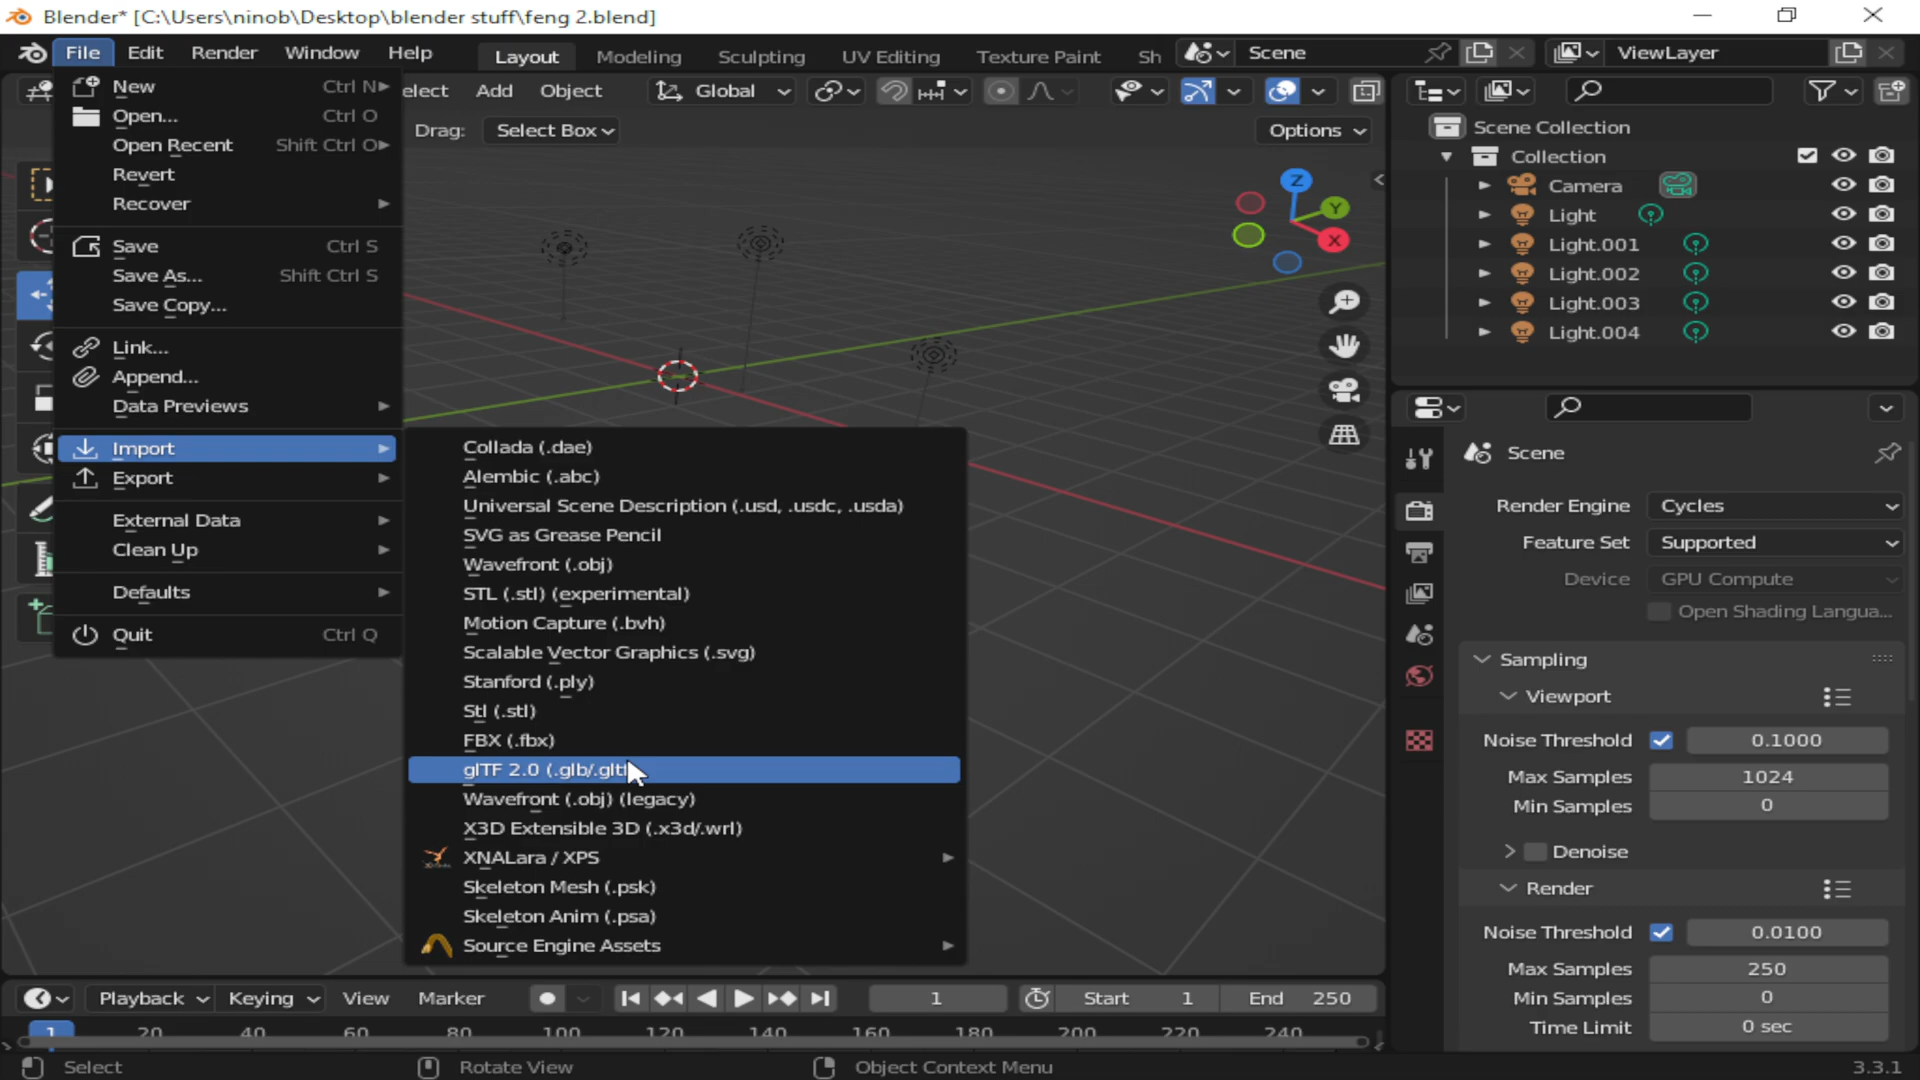 Blender* [C:\Users\ninob\Desktop\blender stuff\feng 2.blend]
File Edit Render Window Help Layout Modeling Sculpting UV Editing Texture Paint Sh Scene ViewLayer
New Ctrl N
Open... Ctrl O
Open Recent Shift Ctrl O
Revert
Recover
Save Ctrl S
Save As... Shift Ctrl S
Save Copy...
Link...
Append...
Data Previews
Import
Export
External Data
Clean Up
Defaults
Quit Ctrl Q
elect Add Object Global
Drag: Select Box Options
Z
Y
X
Collada (.dae)
Alembic (.abc)
Universal Scene Description (.usd, .usdc, .usda)
SVG as Grease Pencil
Wavefront (.obj)
STL (.stl) (experimental)
Motion Capture (.bvh)
Scalable Vector Graphics (.svg)
Stanford (.ply)
Stl (.stl)
FBX (.fbx)
glTF 2.0 (.glb/.gltf
Wavefront (.obj) (legacy)
X3D Extensible 3D (.x3d/.wrl)
XNALara / XPS
Skeleton Mesh (.psk)
Skeleton Anim (.psa)
Source Engine Assets
Scene Collection
Collection
Camera
Light
Light.001
Light.002
Light.003
Light.004
Scene
Render Engine Cycles
Feature Set Supported
Device GPU Compute
Open Shading Langua...
Sampling
Viewport
Noise Threshold 0.1000
Max Samples 1024
Min Samples 0
Denoise
Render
Noise Threshold 0.0100
Max Samples 250
Min Samples 0
Time Limit 0 sec
Playback Keying View Marker 1 Start 1 End 250
1 20 40 60 80 100 120 140 160 180 200 220 240
Select Rotate View Object Context Menu 3.3.1